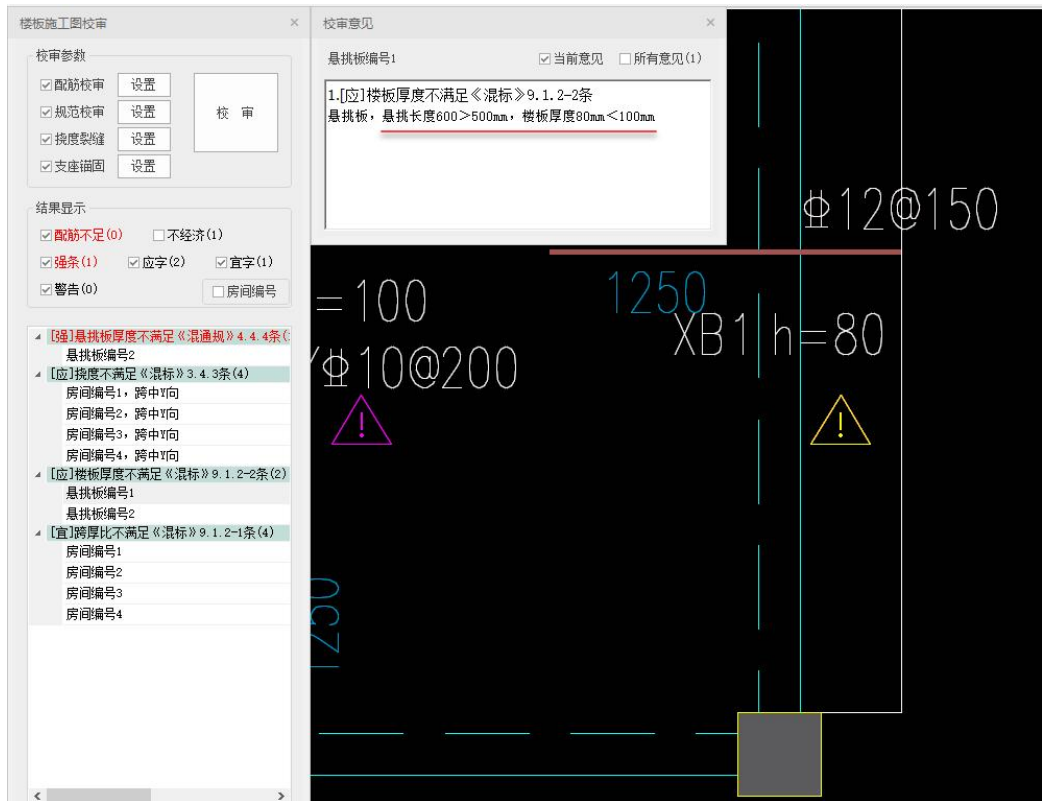 楼板施工图校审
×
校审参数
配筋校审 设置
规范校审 设置
挠度裂缝 设置
支座锚固 设置
校 审
结果显示
配筋不足(0) 不经济(1)
强条(1) 应字(2) 宜字(1)
警告(0) 房间编号
[强]悬挑板厚度不满足《混通规》4.4.4条(
悬挑板编号2
[应]挠度不满足《混标》3.4.3条(4)
房间编号1，跨中Y向
房间编号2，跨中Y向
房间编号3，跨中Y向
房间编号4，跨中Y向
[应]楼板厚度不满足《混标》9.1.2-2条(2)
悬挑板编号1
悬挑板编号2
[宜]跨厚比不满足《混标》9.1.2-1条(4)
房间编号1
房间编号2
房间编号3
房间编号4
校审意见
×
悬挑板编号1 当前意见 所有意见(1)
1.[应]楼板厚度不满足《混标》9.1.2-2条
悬挑板，悬挑长度600＞500mm，楼板厚度80mm＜100mm
12@150
1250
=100
XB1 h=80
10@200
1250